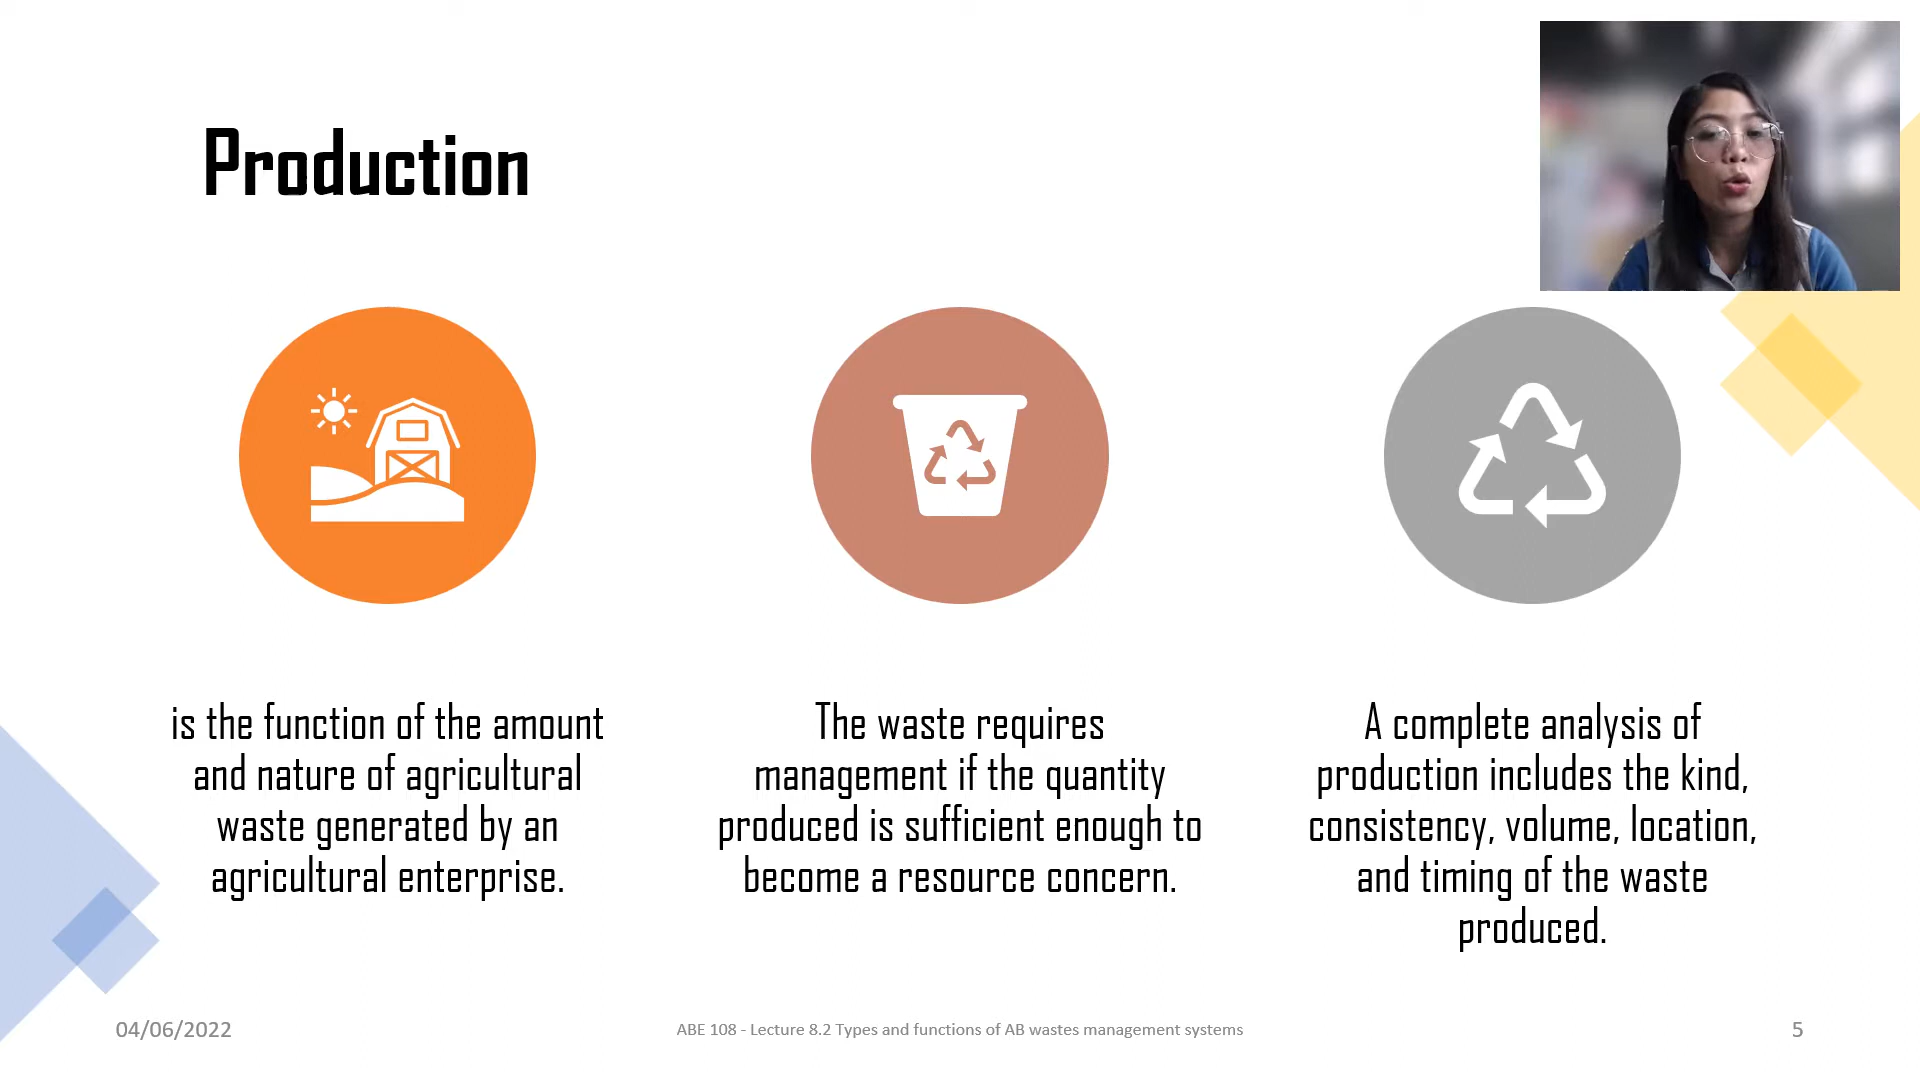 Production
is the function of the amount
and nature of agricultural
waste generated by an
agricultural enterprise.
The waste requires
management if the quantity
produced is sufficient enough to
become a resource concern.
A complete analysis of
production includes the kind,
consistency, volume, location,
and timing of the waste
produced.
04/06/2022
ABE 108 - Lecture 8.2 Types and functions of AB wastes management systems
5